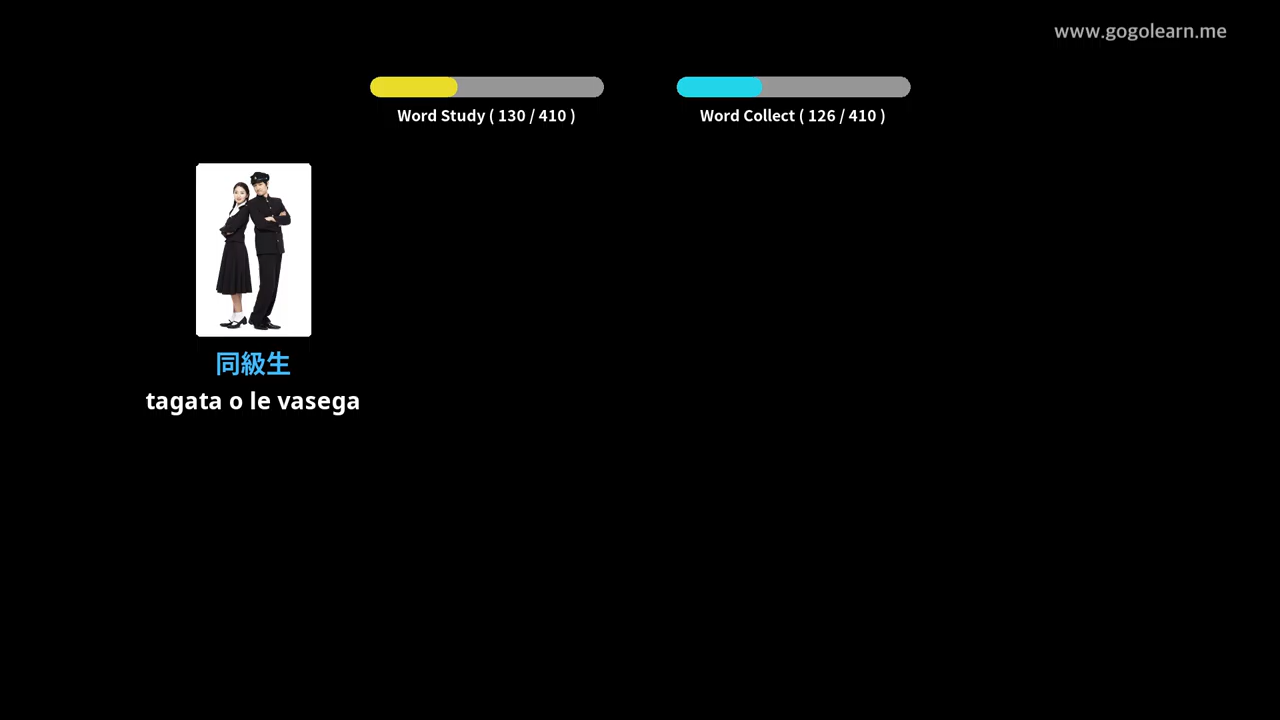 www.gogolearn.me
Word Study ( 130 / 410 )
Word Collect ( 126 / 410 )
同級生
tagata o le vasega